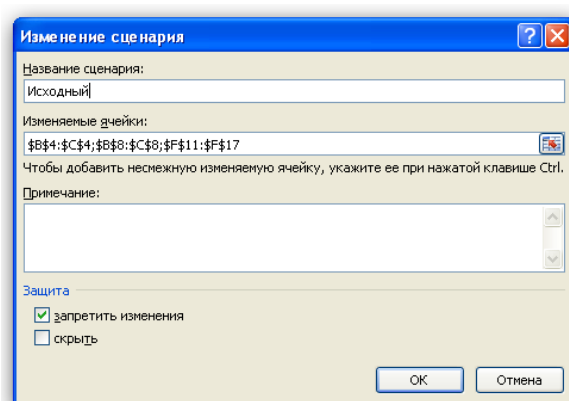 Изменение сценария
Название сценария:
Исходный
Изменяемые ячейки:
$B$4:$C$4;$B$8:$C$8;$F$11:$F$17
Чтобы добавить несмежную изменяемую ячейку, укажите ее при нажатой клавише Ctrl.
Примечание:
Защита
запретить изменения
скрыть
ОК Отмена